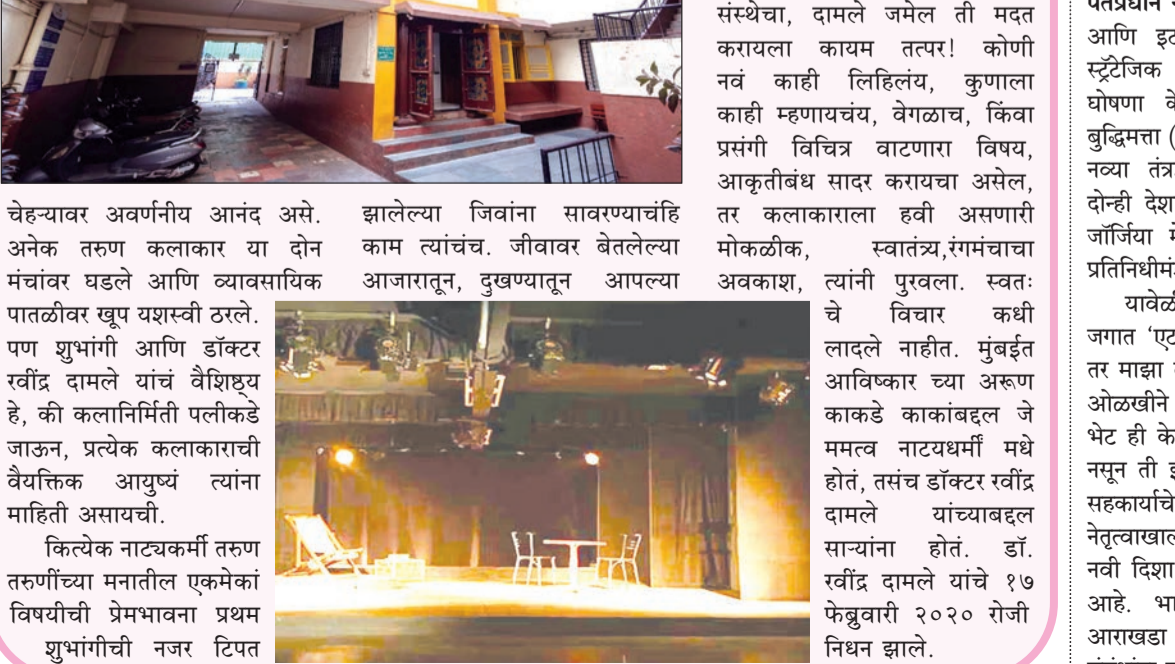 चेहऱ्यावर अवर्णनीय आनंद असे.
अनेक तरुण कलाकार या दोन
मंचांवर घडले आणि व्यावसायिक
पातळीवर खूप यशस्वी ठरले.
पण शुभांगी आणि डॉक्टर
रवींद्र दामले यांचं वैशिष्ठ्य
हे, की कलानिर्मिती पलीकडे
जाऊन, प्रत्येक कलाकाराची
वैयक्तिक आयुष्यं त्यांना
माहिती असायची.
कित्येक नाट्यकर्मी तरुण
तरुणींच्या मनातील एकमेकां
विषयीची प्रेमभावना प्रथम
शुभांगीची नजर टिपत
झालेल्या जिवांना सावरण्याचंहि
काम त्यांचंच. जीवावर बेतलेल्या
आजारातून, दुखण्यातून आपल्या
संस्थेचा, दामले जमेल ती मदत
करायला कायम तत्पर! कोणी
नवं काही लिहिलंय, कुणाला
काही म्हणायचंय, वेगळाच, किंवा
प्रसंगी विचित्र वाटणारा विषय,
आकृतीबंध सादर करायचा असेल,
तर कलाकाराला हवी असणारी
मोकळीक, स्वातंत्र्य,रंगमंचाचा
अवकाश, त्यांनी पुरवला. स्वतः
चे विचार कधी
लादले नाहीत. मुंबईत
आविष्कार च्या अरूण
काकडे काकांबद्दल जे
ममत्व नाटयधर्मीं मधे
होतं, तसंच डॉक्टर रवींद्र
दामले यांच्याबद्दल
साऱ्यांना होतं. डॉ.
रवींद्र दामले यांचे १७
फेब्रुवारी २०२० रोजी
निधन झाले.
आणि
स्ट्रॅटेजिक
घोषणा
बुद्धिमत्ता
नव्या
दोन्ही
जॉर्जिया
यावेळी
जगात
तर माझा
ओळखीने
भेट ही
नसून ती
सहकार्याचे
नवी दिशा
आहे.
आराखडा